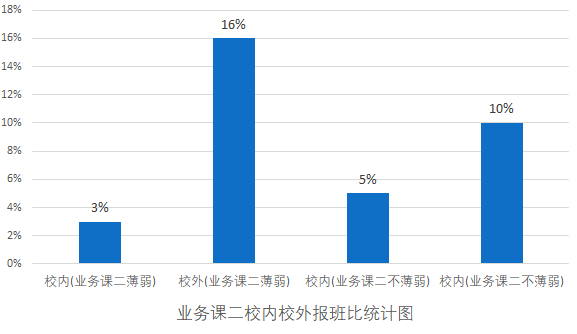 18%
16%
14%
12%
10%
8%
6%
4%
2%
0%
3%
16%
5%
10%
校内(业务课二薄弱)
校外(业务课二薄弱)
校内(业务课二不薄弱)
校内(业务课二不薄弱)
业务课二校内校外报班比统计图